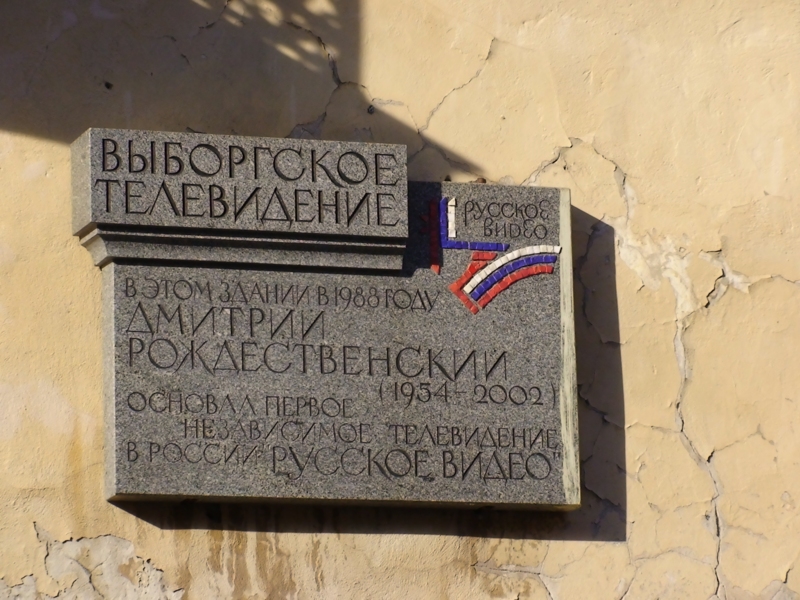 ВЫБОРГСКОЕ
ТЕЛЕВИДЕНИЕ
РУССКОЕ
ВИДЕО
В ЭТОМ ЗДАНИИ В 1988 ГОДУ
ДМИТРИЙ
РОЖДЕСТВЕНСКИЙ
(1954-2002)
ОСНОВАЛ ПЕРВОЕ
НЕЗАВИСИМОЕ ТЕЛЕВИДЕНИЕ
В РОССИИ "РУССКОЕ ВИДЕО"